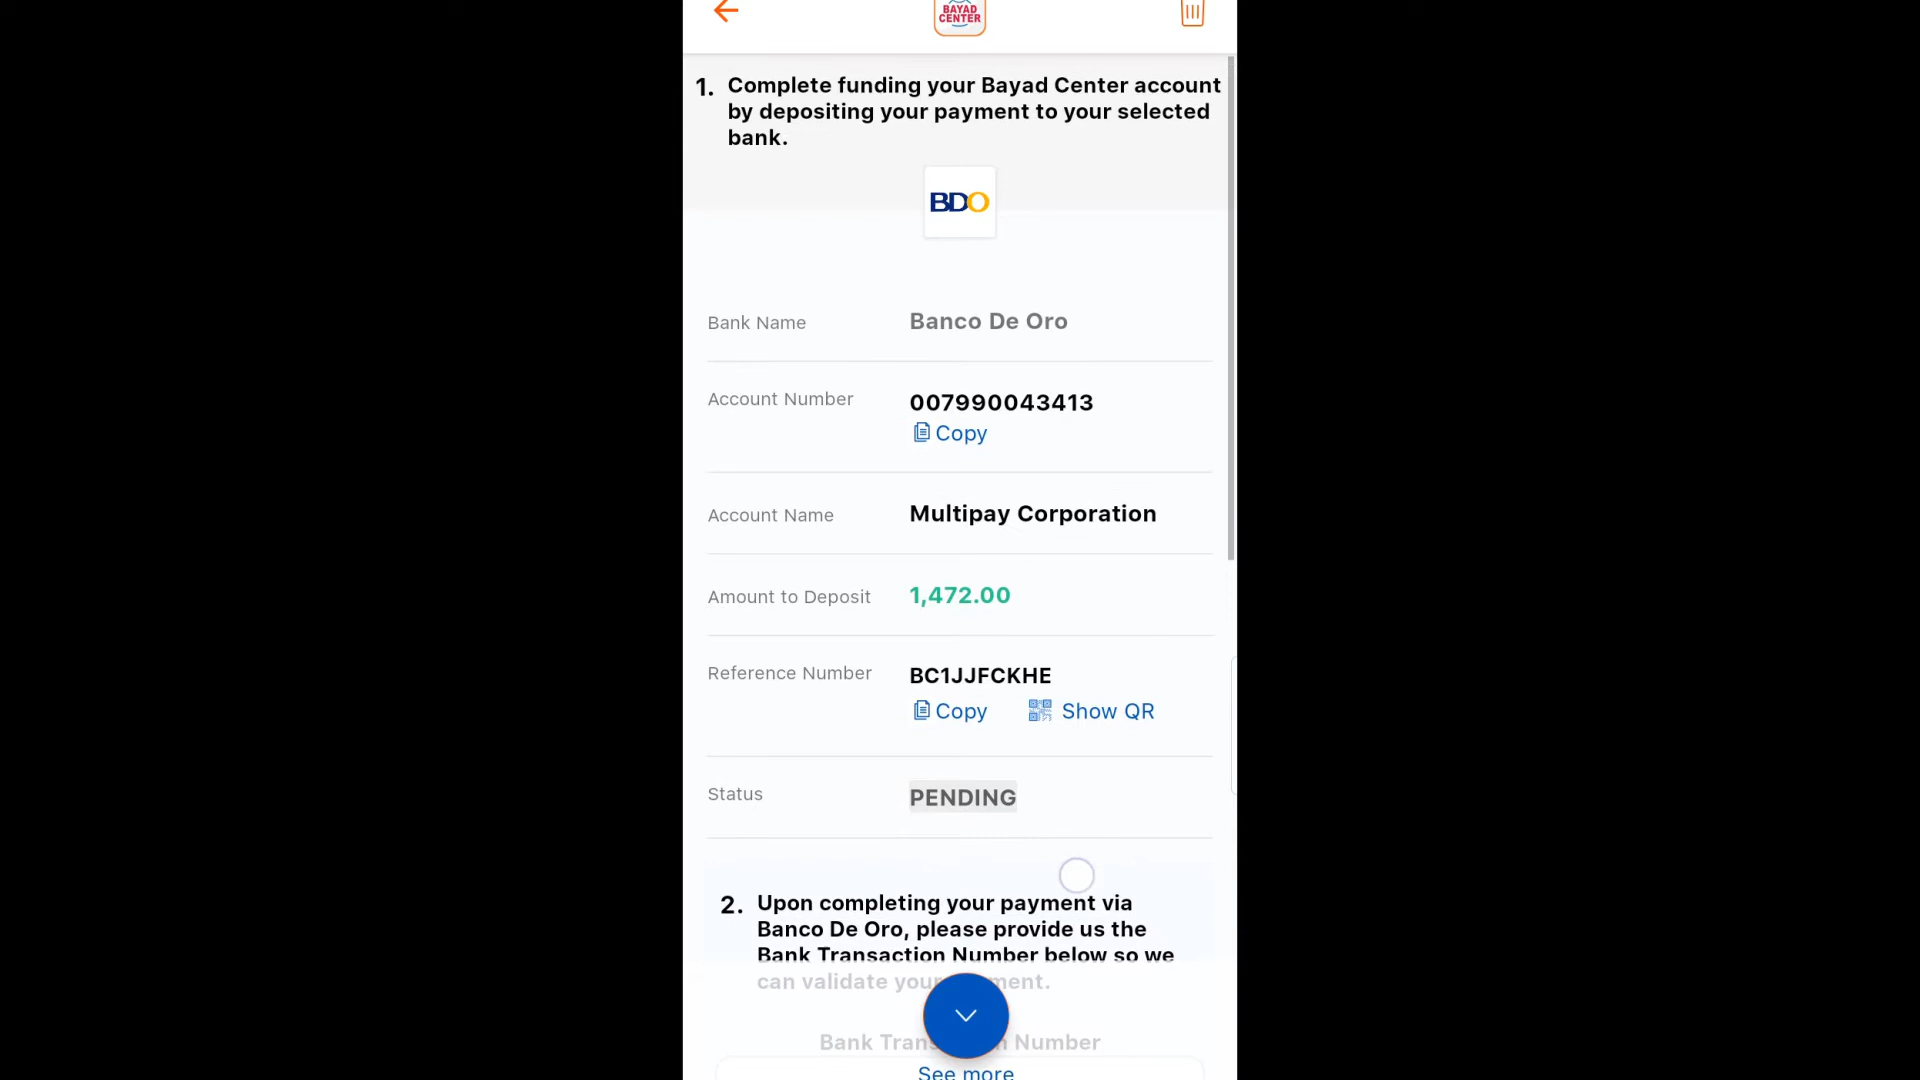 BAYAD
CENTER
1. Complete funding your Bayad Center account
by depositing your payment to your selected
bank.
BDO
Bank Name Banco De Oro
Account Number 007990043413
Copy
Account Name Multipay Corporation
Amount to Deposit 1,472.00
Reference Number BC1JJFCKHE
Copy Show QR
Status PENDING
2. Upon completing your payment via
Banco De Oro, please provide us the
Bank Transaction Number below so we
can validate your
Bank Number
See more